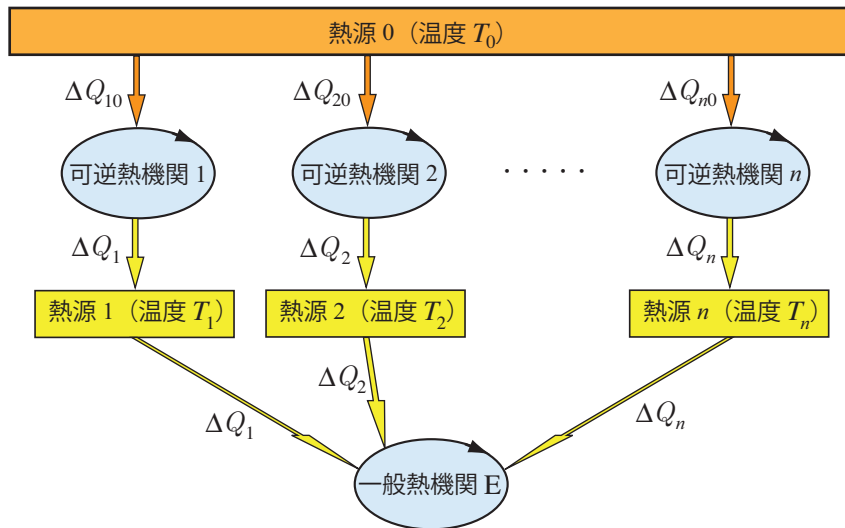 熱源 0（温度 T₀）
ΔQ₁₀ ΔQ₂₀ ΔQₙ₀
可逆熱機関 1 可逆熱機関 2 ・・・・・ 可逆熱機関 n
ΔQ₁ ΔQ₂ ΔQₙ
熱源 1（温度 T₁） 熱源 2（温度 T₂） 熱源 n（温度 Tₙ）
ΔQ₁ ΔQ₂ ΔQₙ
一般熱機関 E